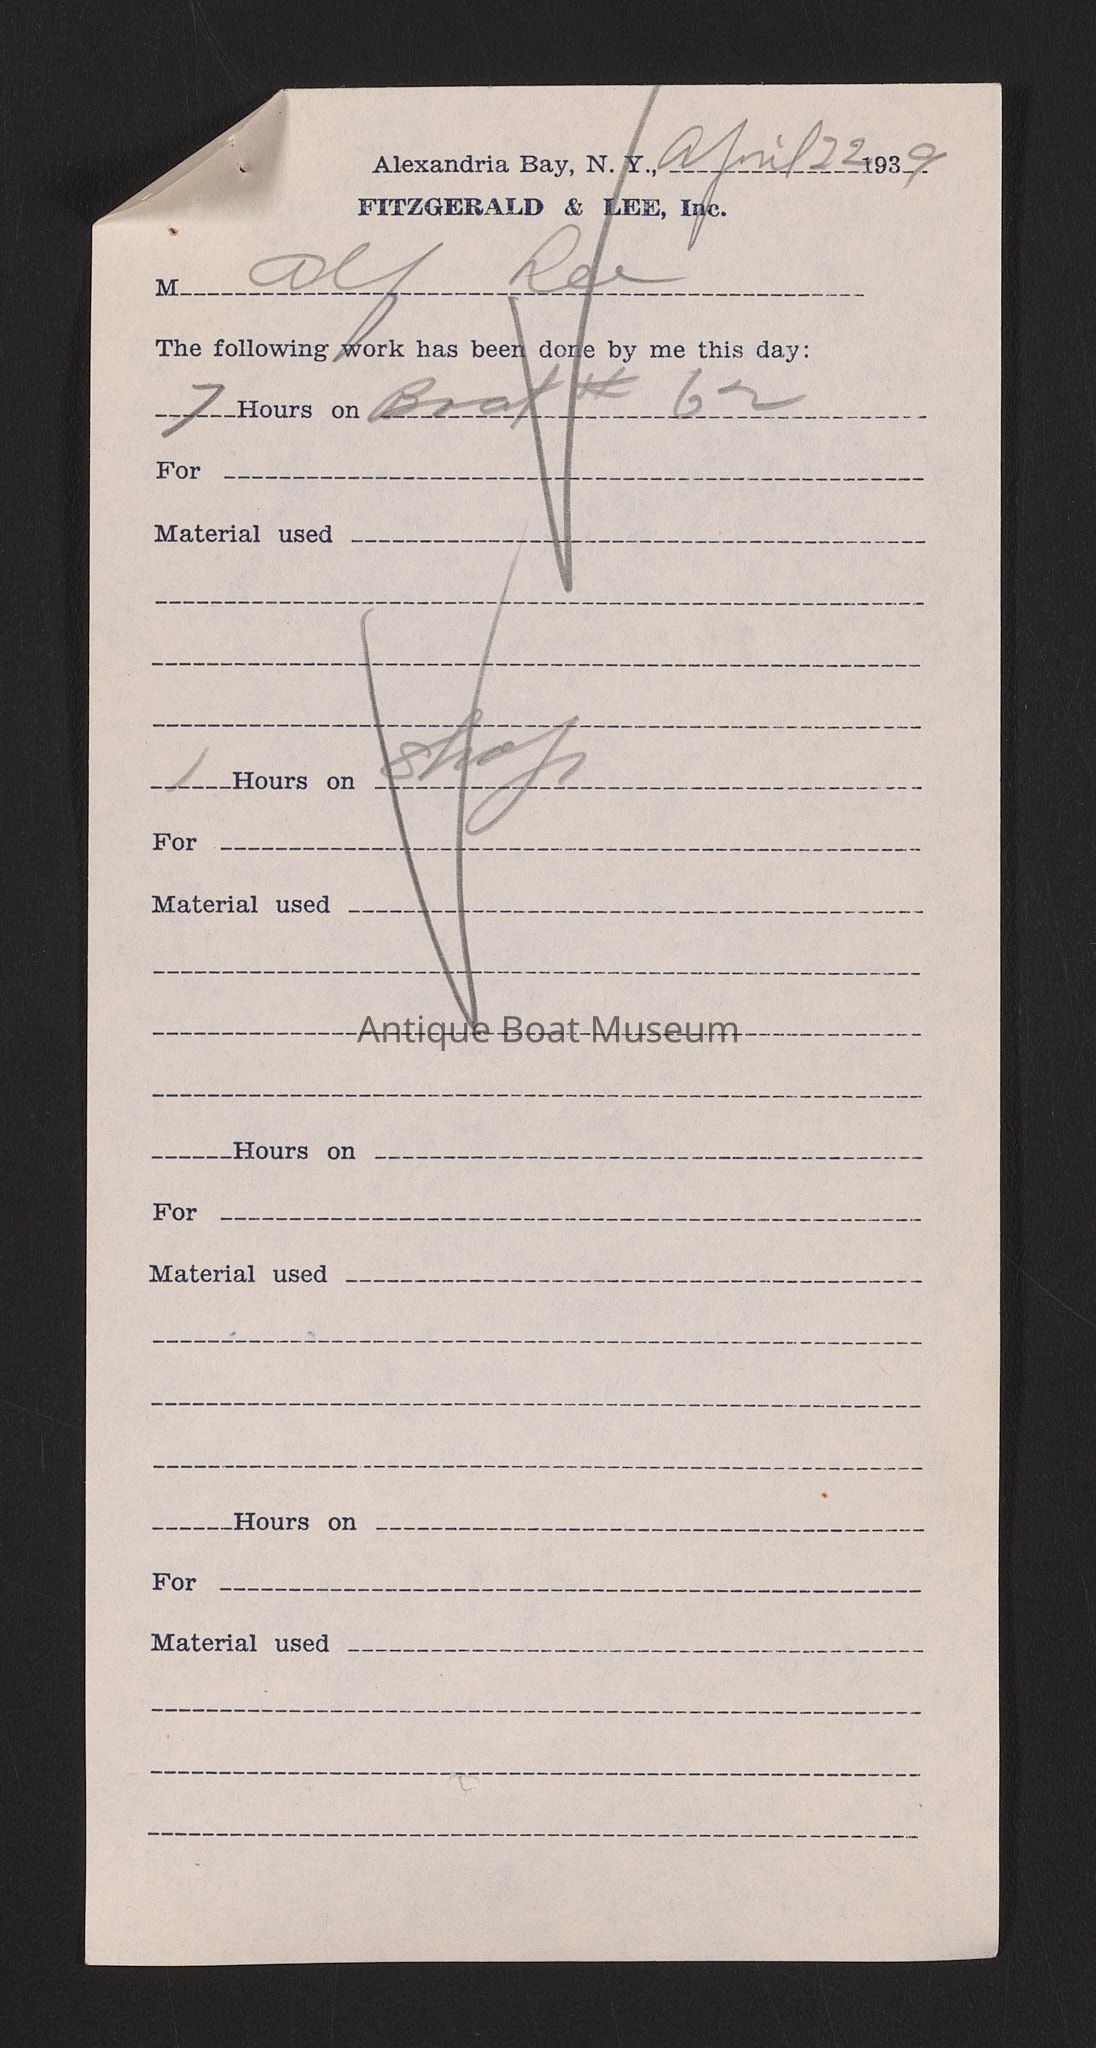 Alexandria Bay, N. Y., April 22 1939
FITZGERALD & LEE, Inc.
M Alf Rae
The following work has been done by me this day:
7 Hours on Boat # 62
For
Material used
1 Hours on Shop
For
Material used
Antique Boat Museum
Hours on
For
Material used
Hours on
For
Material used